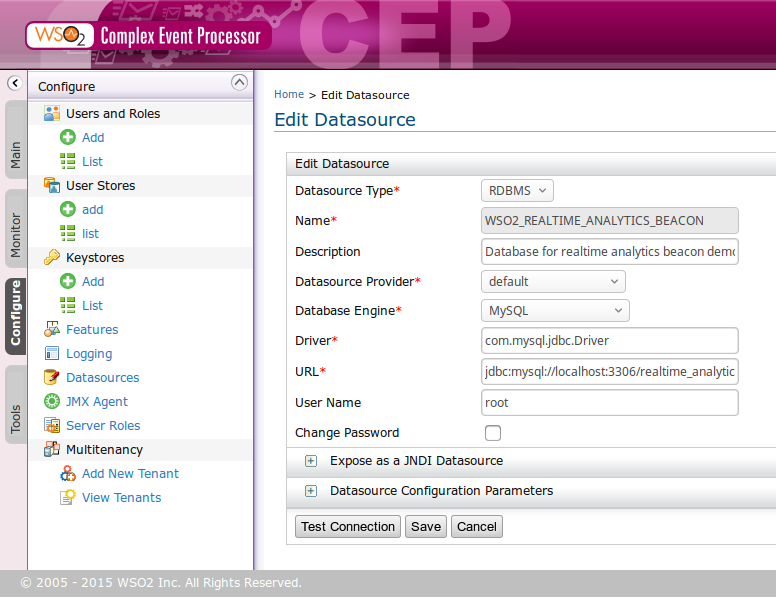 CEP
WSO2 Complex Event Processor
Main
Monitor
Configure
Tools
Configure
Users and Roles
Add
List
User Stores
add
list
Keystores
Add
List
Features
Logging
Datasources
JMX Agent
Server Roles
Multitenancy
Add New Tenant
View Tenants
Home > Edit Datasource
Edit Datasource
Edit Datasource
Datasource Type* RDBMS
Name* WSO2_REALTIME_ANALYTICS_BEACON
Description Database for realtime analytics beacon demo
Datasource Provider* default
Database Engine* MySQL
Driver* com.mysql.jdbc.Driver
URL* jdbc:mysql://localhost:3306/realtime_analytic
User Name root
Change Password
Expose as a JNDI Datasource
Datasource Configuration Parameters
Test Connection Save Cancel
© 2005 - 2015 WSO2 Inc. All Rights Reserved.